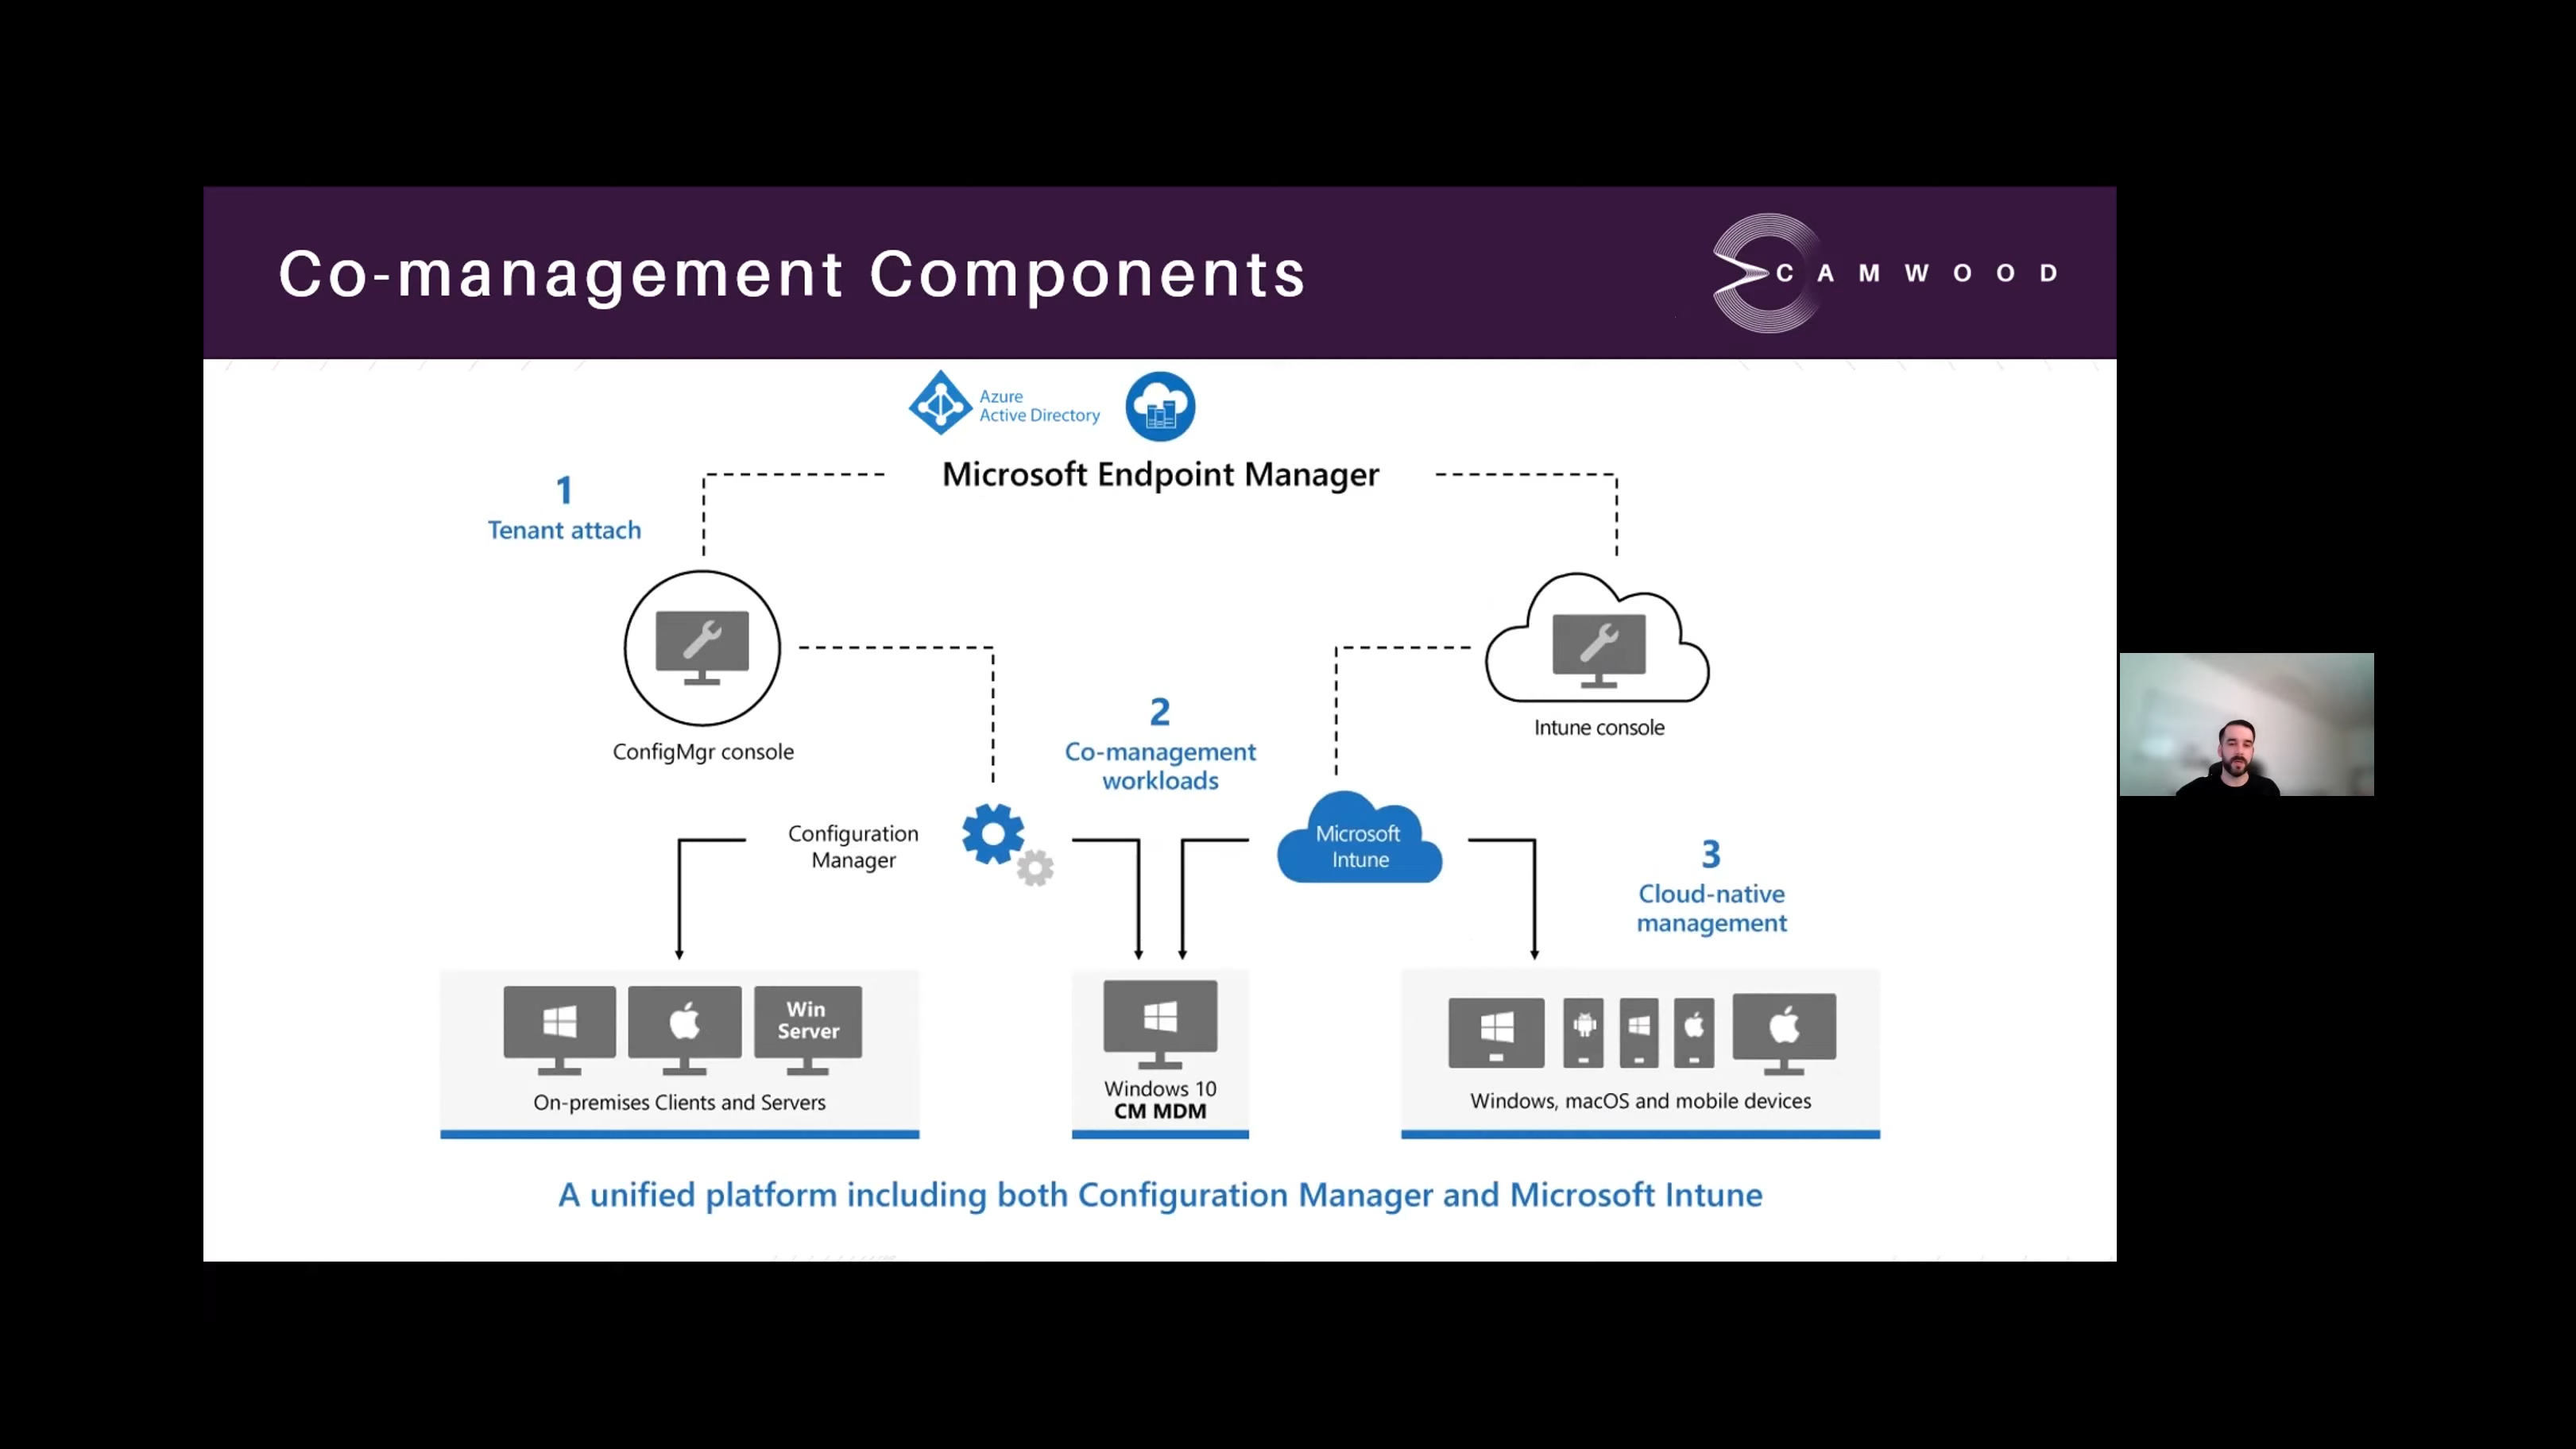 Co-management Components
CAMWOOD
Azure
Active Directory
Microsoft Endpoint Manager
1
Tenant attach
ConfigMgr console
Intune console
2
Co-management
workloads
Configuration
Manager
Microsoft
Intune
3
Cloud-native
management
Win
Server
On-premises Clients and Servers
Windows 10
CM MDM
Windows, macOS and mobile devices
A unified platform including both Configuration Manager and Microsoft Intune